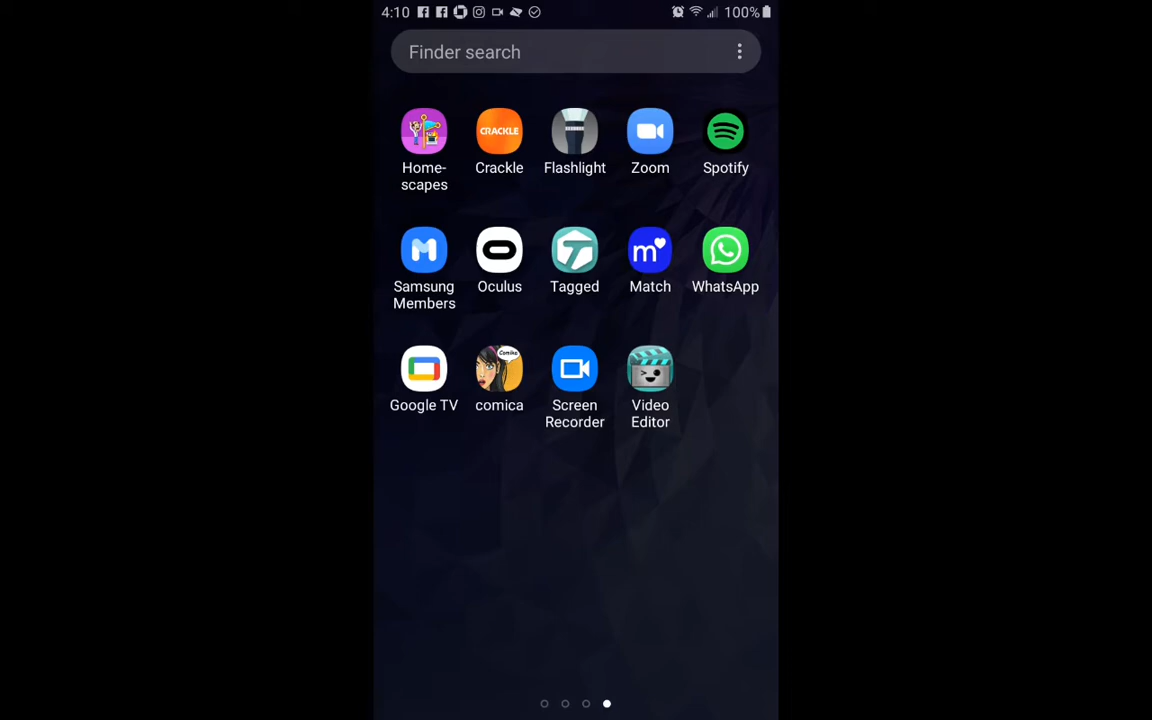 4:10 100%
Finder search
CRACKLE
Home-
scapes
Crackle
Flashlight
Zoom
Spotify
m
Samsung
Members
Oculus
Tagged
Match
WhatsApp
Comika
Google TV
comica
Screen
Recorder
Video
Editor